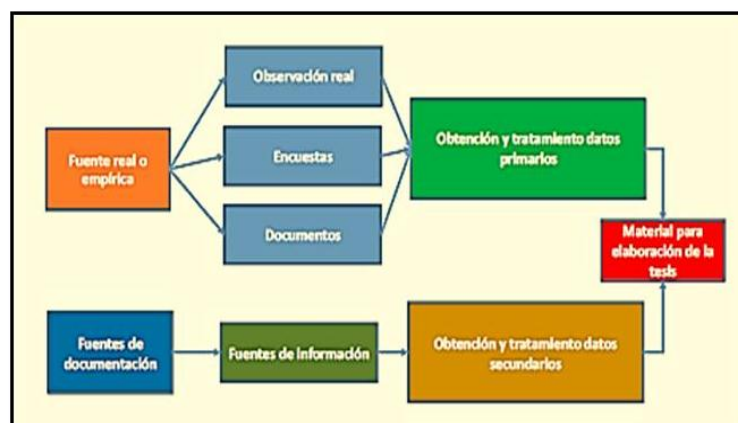 Observación real
Fuente real o
empírica
Encuestas
Obtención y tratamiento datos
primarios
Documentos
Material para
elaboración de la
tesis
Fuentes de
documentación
Fuentes de información
Obtención y tratamiento datos
secundarios